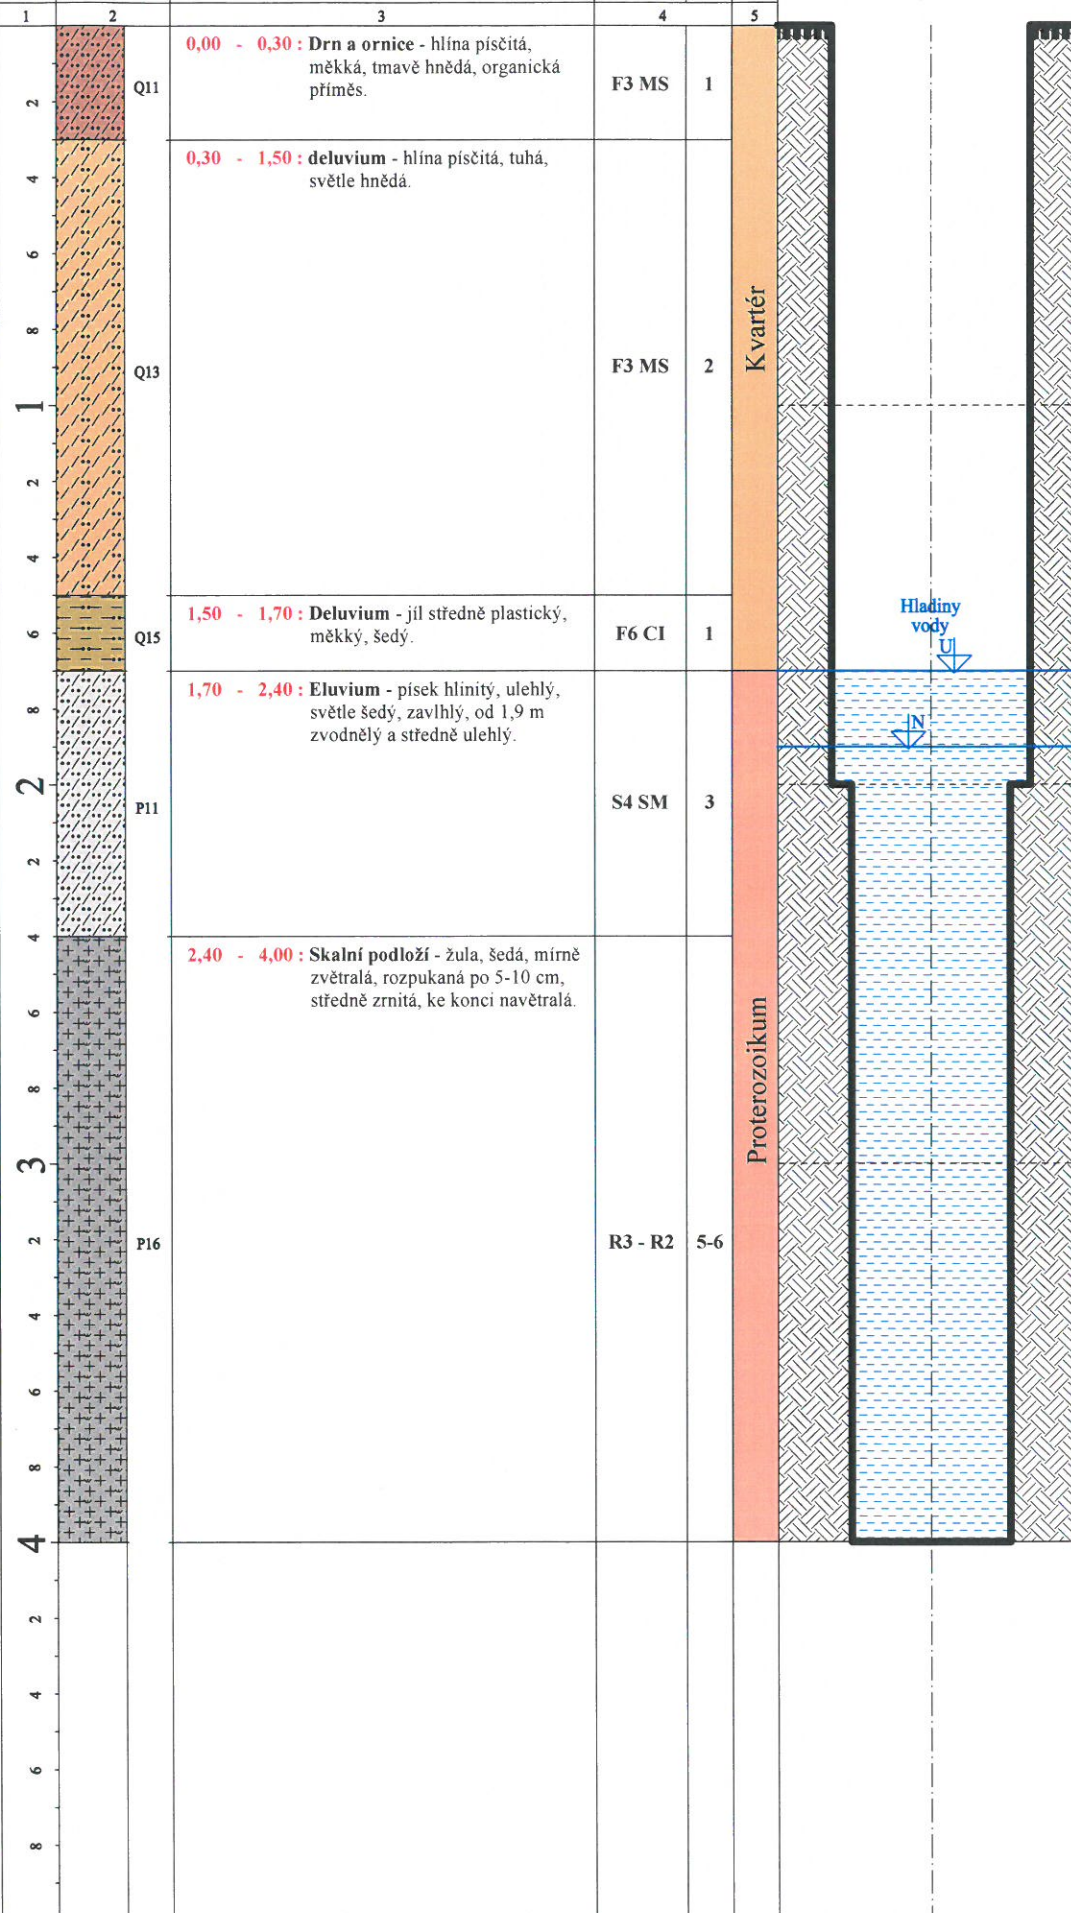 1 2 3 4 5
0,00 - 0,30 : Drn a ornice - hlína písčitá,
měkká, tmavě hnědá, organická
příměs.
Q11
F3 MS 1
2
0,30 - 1,50 : deluvium - hlína písčitá, tuhá,
světle hnědá.
4
6
8
Q13
F3 MS 2
Kvartér
1
2
4
1,50 - 1,70 : Deluvium - jíl středně plastický,
měkký, šedý.
6
Q15
F6 CI 1
Hladiny
vody
U
1,70 - 2,40 : Eluvium - písek hlinitý, ulehlý,
světle šedý, zavlhlý, od 1,9 m
zvodnělý a středně ulehlý.
8
N
2
P11
S4 SM 3
2
4
2,40 - 4,00 : Skalní podloží - žula, šedá, mírně
zvětralá, rozpukaná po 5-10 cm,
středně zrnitá, ke konci navětralá.
6
8
Proterozoikum
3
2
P16
R3 - R2 5-6
4
6
8
4
2
4
6
8